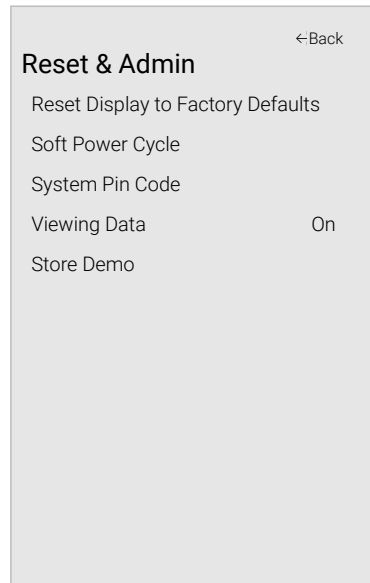 ←Back
Reset & Admin
Reset Display to Factory Defaults
Soft Power Cycle
System Pin Code
Viewing Data On
Store Demo